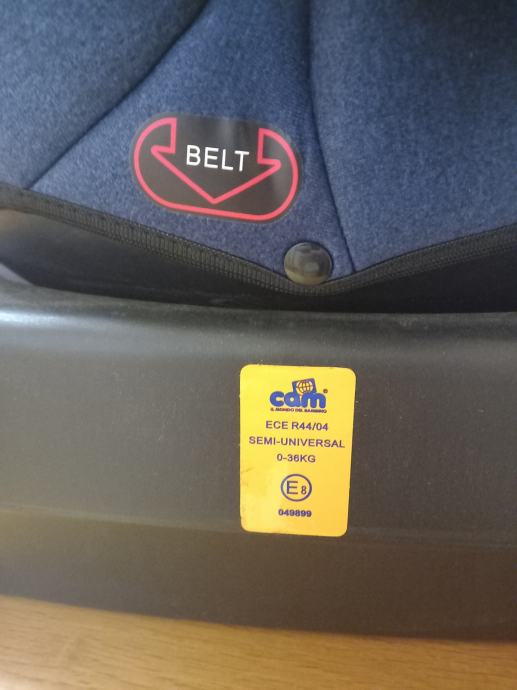 BELT
cam®
IL MONDO DEL BAMBINO
ECE R44/04
SEMI-UNIVERSAL
0-36KG
E8
049899